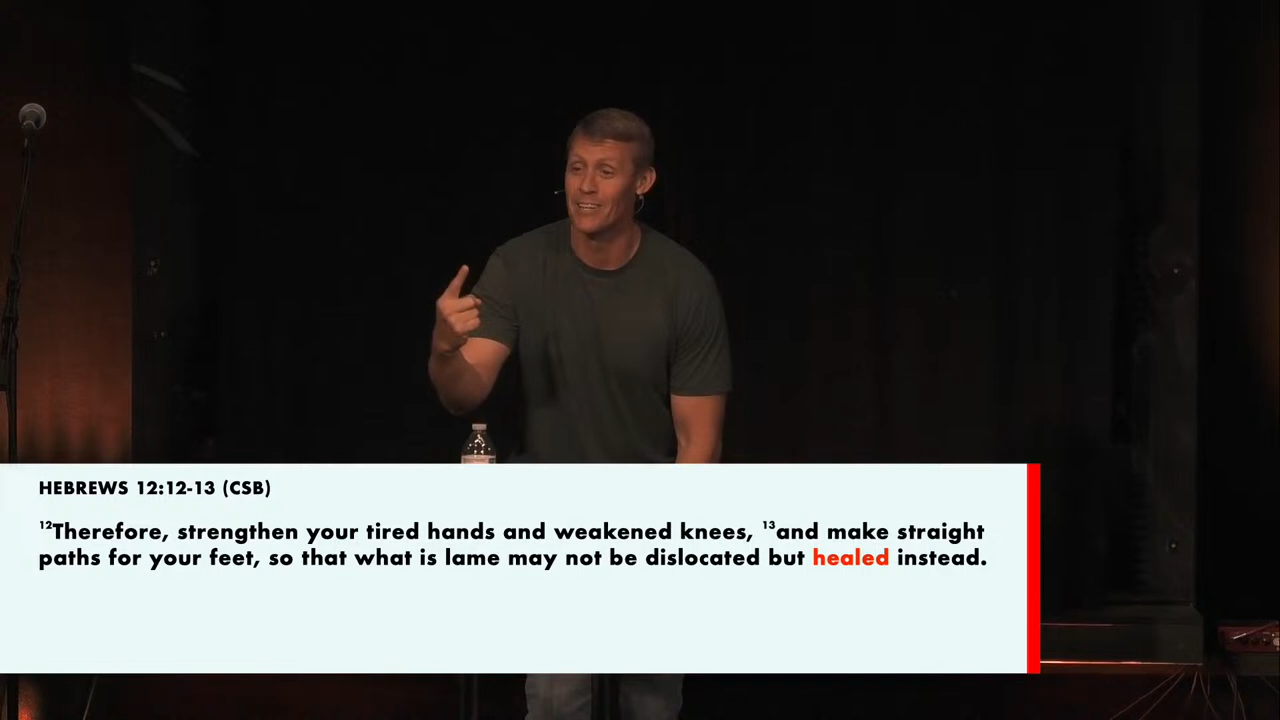 HEBREWS 12:12-13 (CSB)
¹²Therefore, strengthen your tired hands and weakened knees, ¹³and make straight
paths for your feet, so that what is lame may not be dislocated but healed instead.